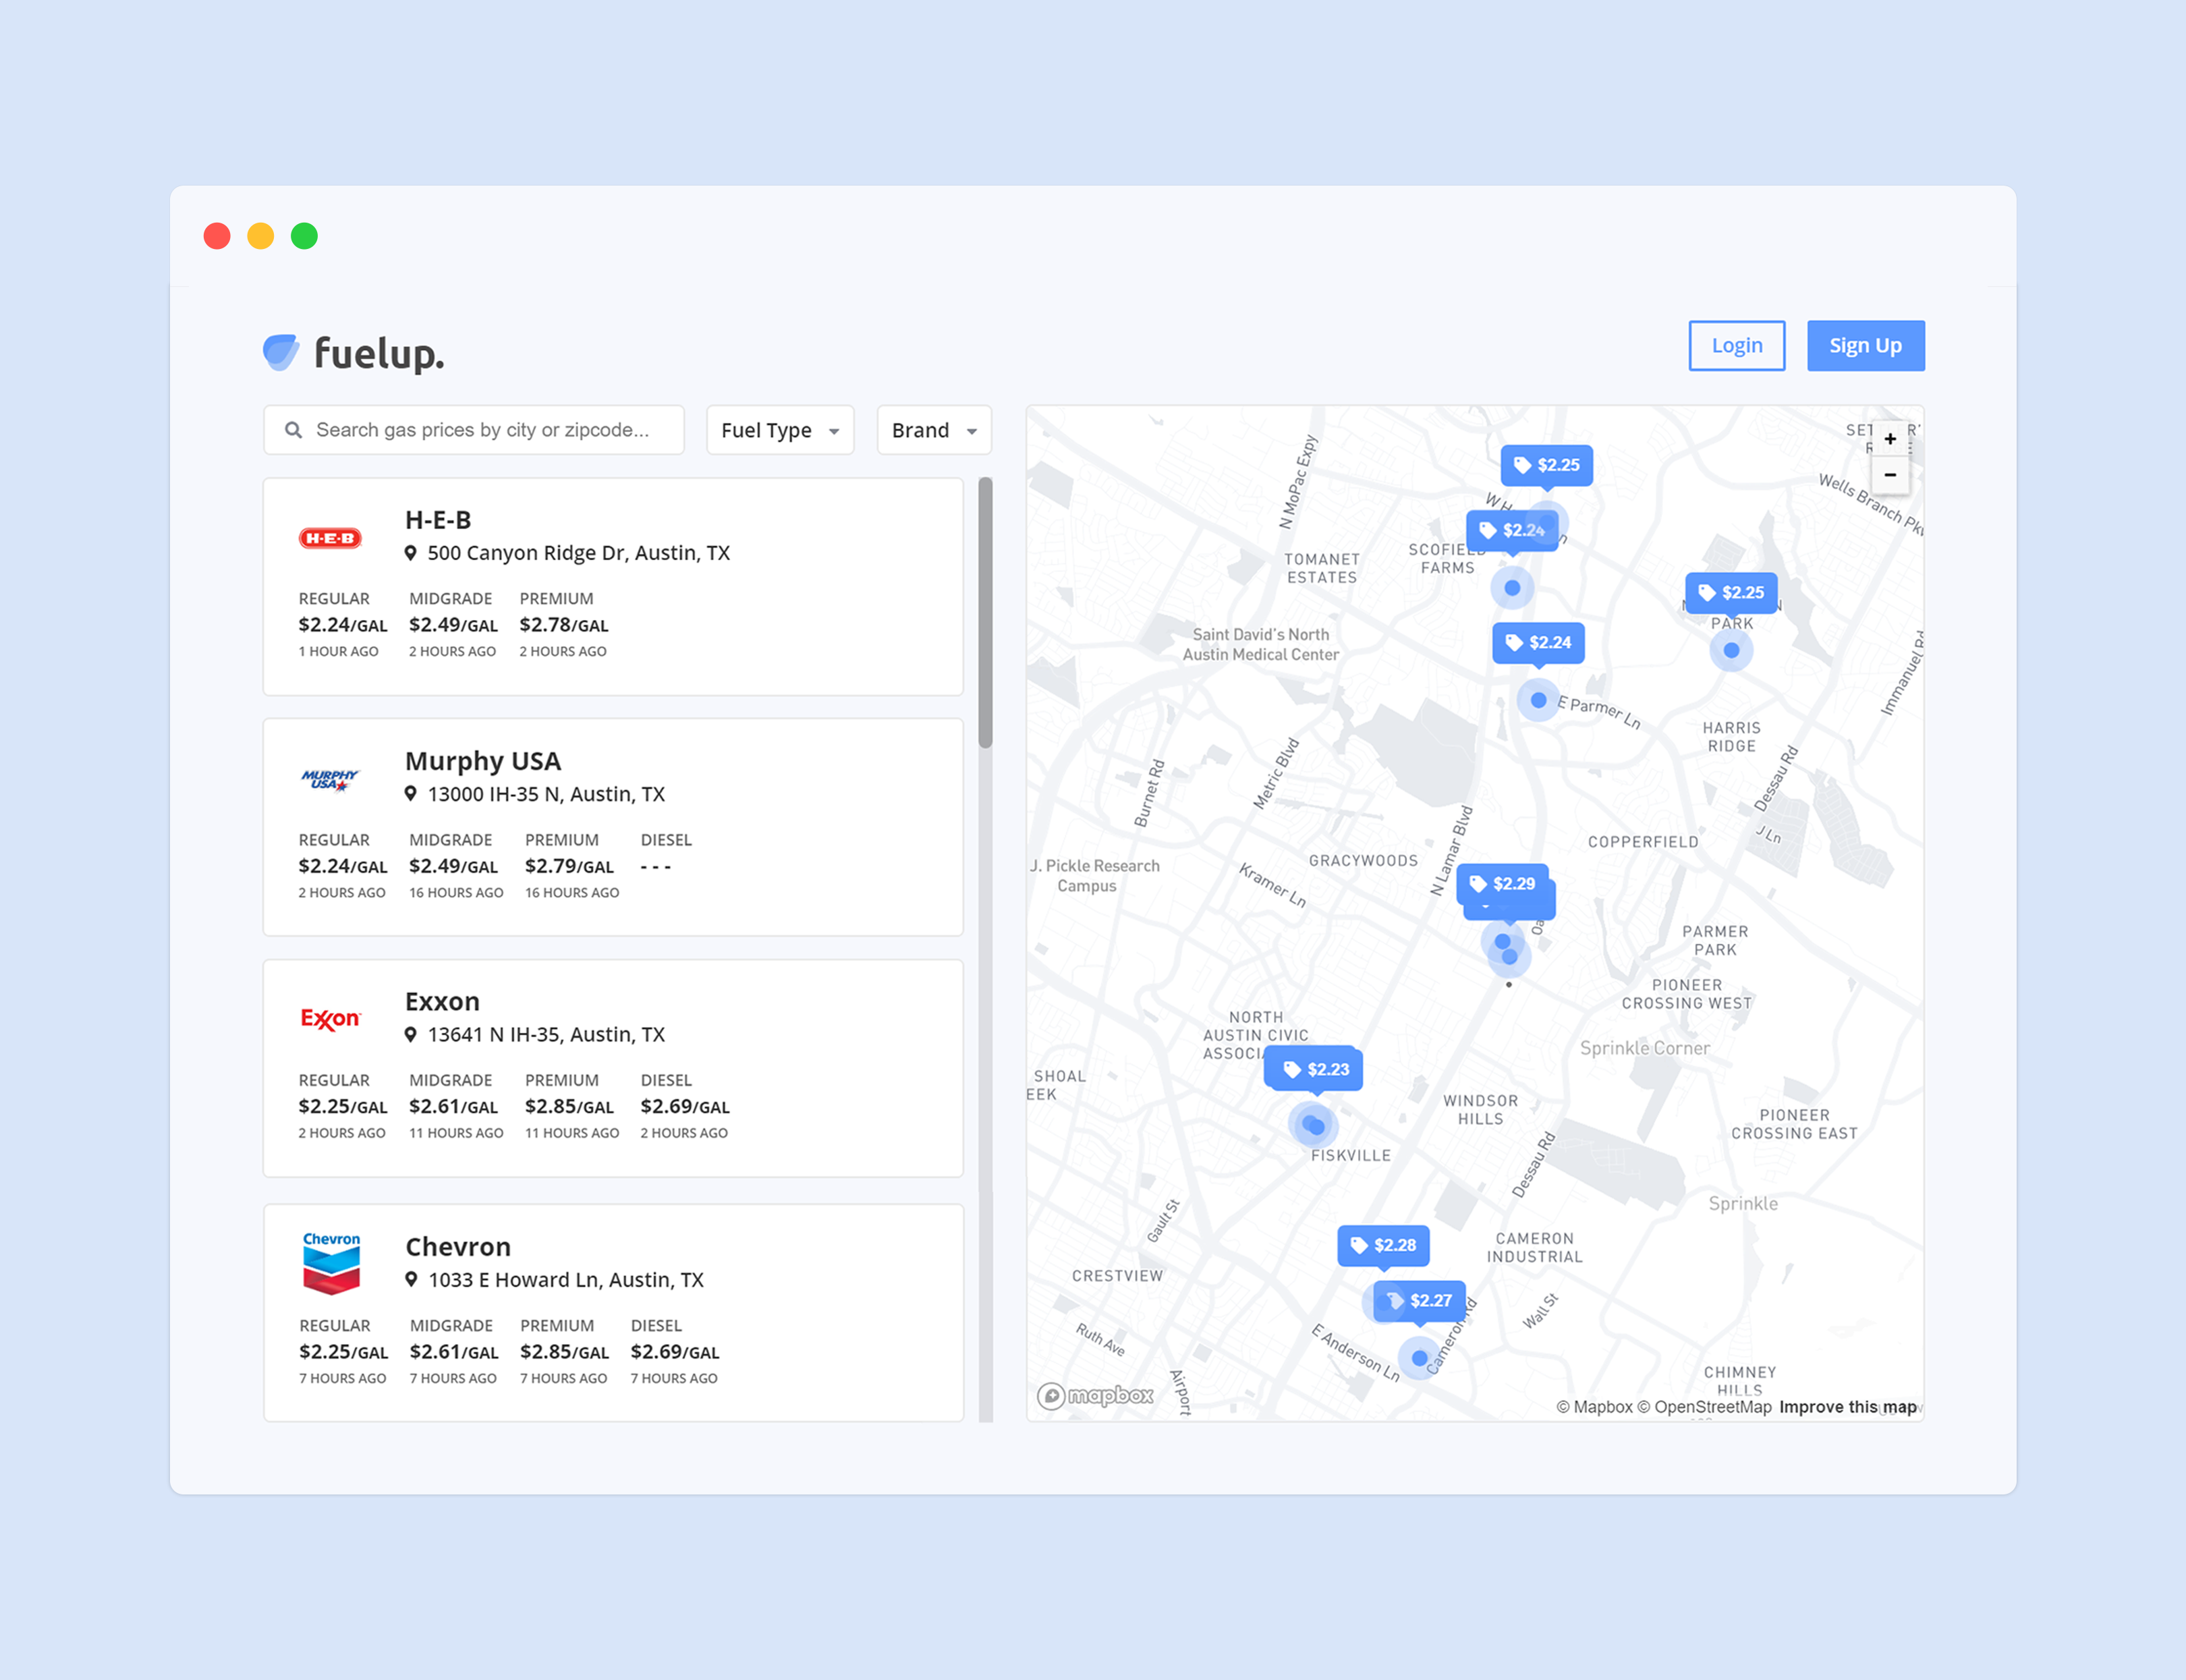 fuelup.
Login
Sign Up
Search gas prices by city or zipcode...
Fuel Type
Brand
H-E-B
H-E-B
500 Canyon Ridge Dr, Austin, TX
REGULAR MIDGRADE PREMIUM
$2.24/GAL $2.49/GAL $2.78/GAL
1 HOUR AGO 2 HOURS AGO 2 HOURS AGO
MURPHY
USA
Murphy USA
13000 IH-35 N, Austin, TX
REGULAR MIDGRADE PREMIUM DIESEL
$2.24/GAL $2.49/GAL $2.79/GAL - - -
2 HOURS AGO 16 HOURS AGO 16 HOURS AGO
Exxon
Exxon
13641 N IH-35, Austin, TX
REGULAR MIDGRADE PREMIUM DIESEL
$2.25/GAL $2.61/GAL $2.85/GAL $2.69/GAL
2 HOURS AGO 11 HOURS AGO 11 HOURS AGO 2 HOURS AGO
Chevron
Chevron
1033 E Howard Ln, Austin, TX
REGULAR MIDGRADE PREMIUM DIESEL
$2.25/GAL $2.61/GAL $2.85/GAL $2.69/GAL
7 HOURS AGO 7 HOURS AGO 7 HOURS AGO 7 HOURS AGO
+
−
N MoPac Expy
$2.25
Wells Branch
W H
$2.24
SCOFIELD
FARMS
TOMANET
ESTATES
$2.25
PARK
Saint David's North
Austin Medical Center
$2.24
Immanuel Rd
E Parmer Ln
HARRIS
RIDGE
Burnet Rd
Metric Blvd
Dessau Rd
J Ln
N Lamar Blvd
COPPERFIELD
GRACYWOODS
J. Pickle Research
Campus
Kramer Ln
$2.29
PARMER
PARK
PIONEER
CROSSING WEST
NORTH
AUSTIN CIVIC
Sprinkle Corner
$2.23
SHOAL
EEK
WINDSOR
HILLS
PIONEER
CROSSING EAST
FISKVILLE
Dessau Rd
Sprinkle
Gault St
$2.28
CAMERON
INDUSTRIAL
CRESTVIEW
$2.27
Wall St
Cameron Rd
Ruth Ave
E Anderson Ln
Airport
CHIMNEY
HILLS
mapbox
© Mapbox © OpenStreetMap Improve this map